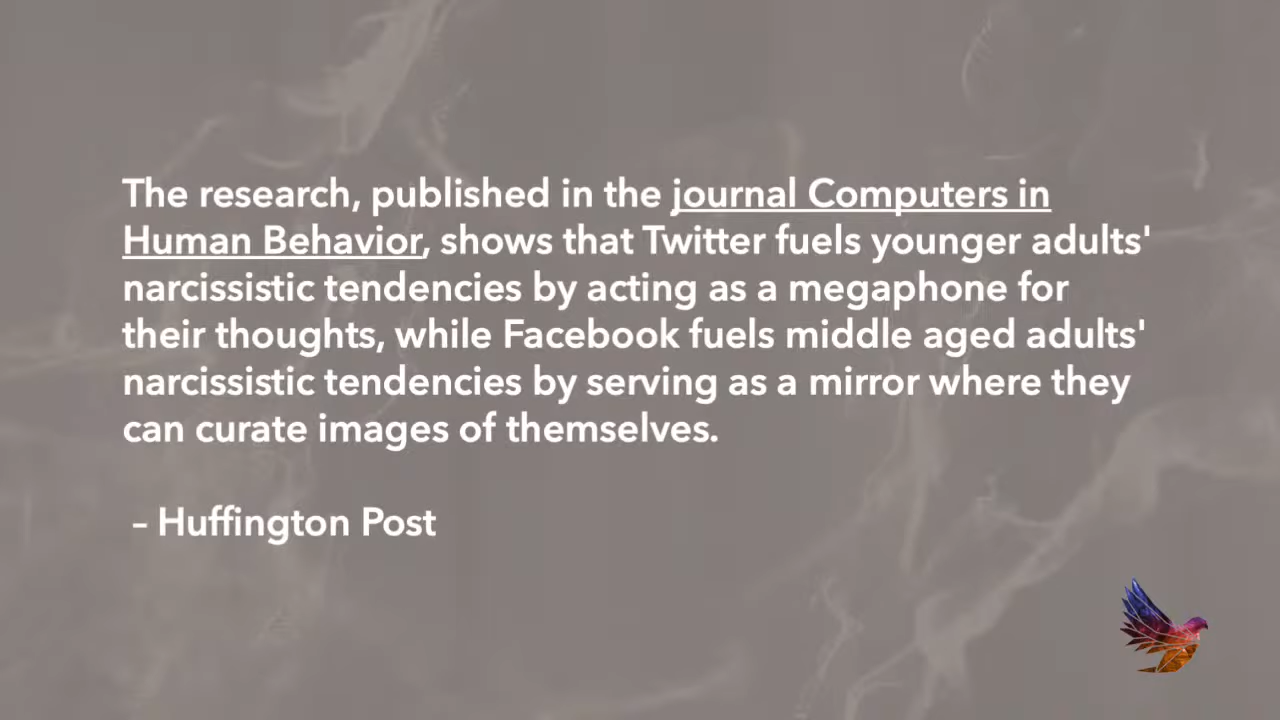 The research, published in the journal Computers in
Human Behavior, shows that Twitter fuels younger adults'
narcissistic tendencies by acting as a megaphone for
their thoughts, while Facebook fuels middle aged adults'
narcissistic tendencies by serving as a mirror where they
can curate images of themselves.
– Huffington Post